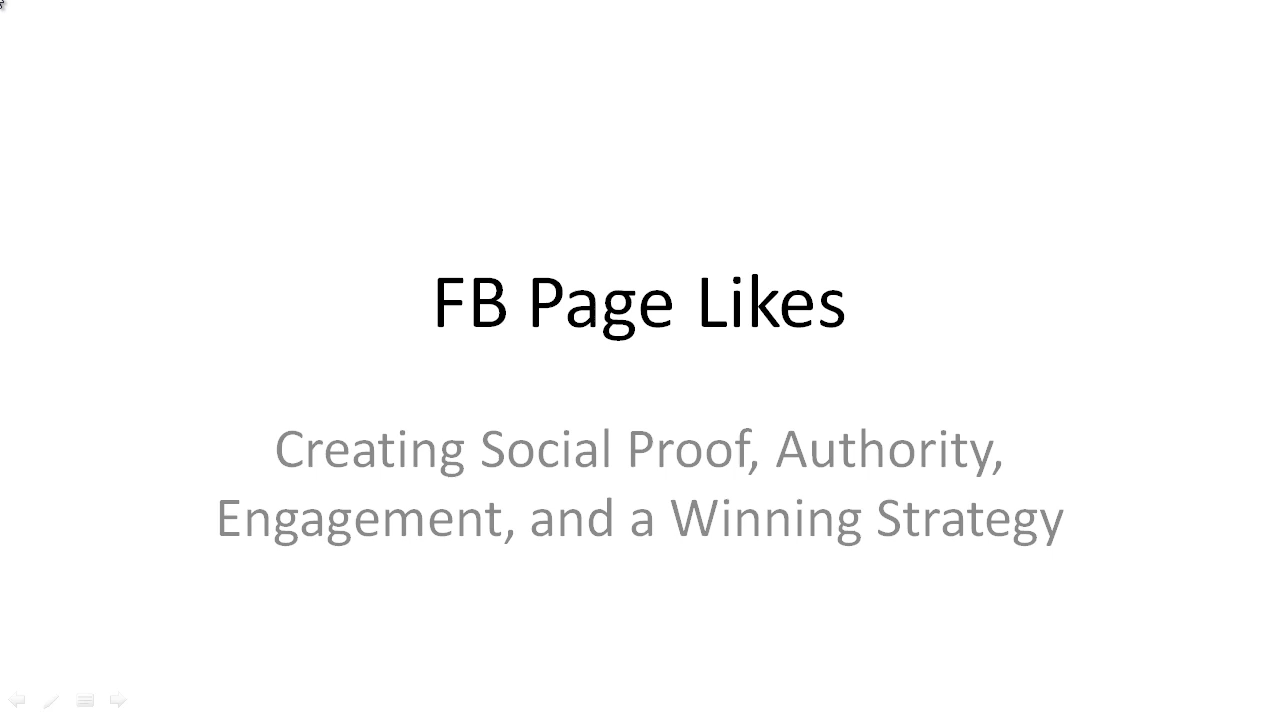 FB Page Likes
Creating Social Proof, Authority,
Engagement, and a Winning Strategy